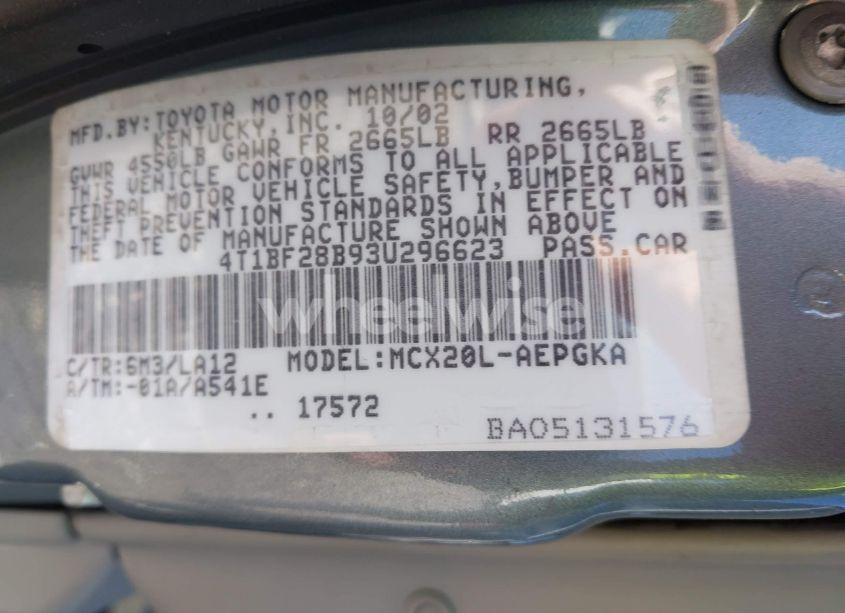 MFD.BY:TOYOTA MOTOR MANUFACTURING,
KENTUCKY,INC. 10/02
GVWR 4550LB GAWR FR 2665LB RR 2665LB
THIS VEHICLE CONFORMS TO ALL APPLICABLE
FEDERAL MOTOR VEHICLE SAFETY,BUMPER AND
THEFT PREVENTION STANDARDS IN EFFECT ON
THE DATE OF MANUFACTURE SHOWN ABOVE
4T1BF28B93U296623 PASS.CAR
wheelwise
C/TR:6M3/LA12 MODEL:MCX20L-AEPGKA
A/TM:-01A/A541E
.. 17572
BA05131576